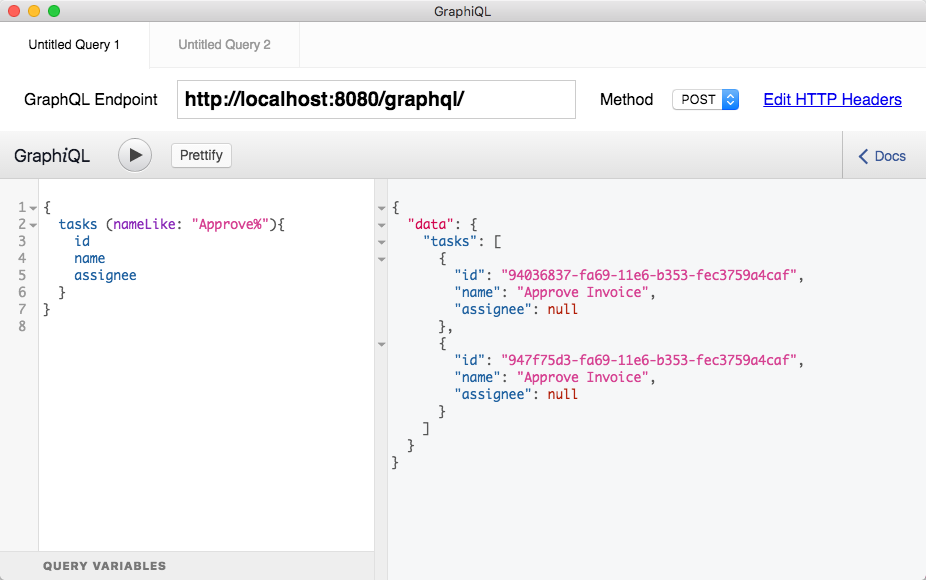 GraphiQL
Untitled Query 1
Untitled Query 2
GraphQL Endpoint
http://localhost:8080/graphql/
Method
POST
Edit HTTP Headers
GraphiQL
Prettify
Docs
1 {
2   tasks (nameLike: "Approve%"){
3     id
4     name
5     assignee
6   }
7 }
8
{
  "data": {
    "tasks": [
      {
        "id": "94036837-fa69-11e6-b353-fec3759a4caf",
        "name": "Approve Invoice",
        "assignee": null
      },
      {
        "id": "947f75d3-fa69-11e6-b353-fec3759a4caf",
        "name": "Approve Invoice",
        "assignee": null
      }
    ]
  }
}
QUERY VARIABLES